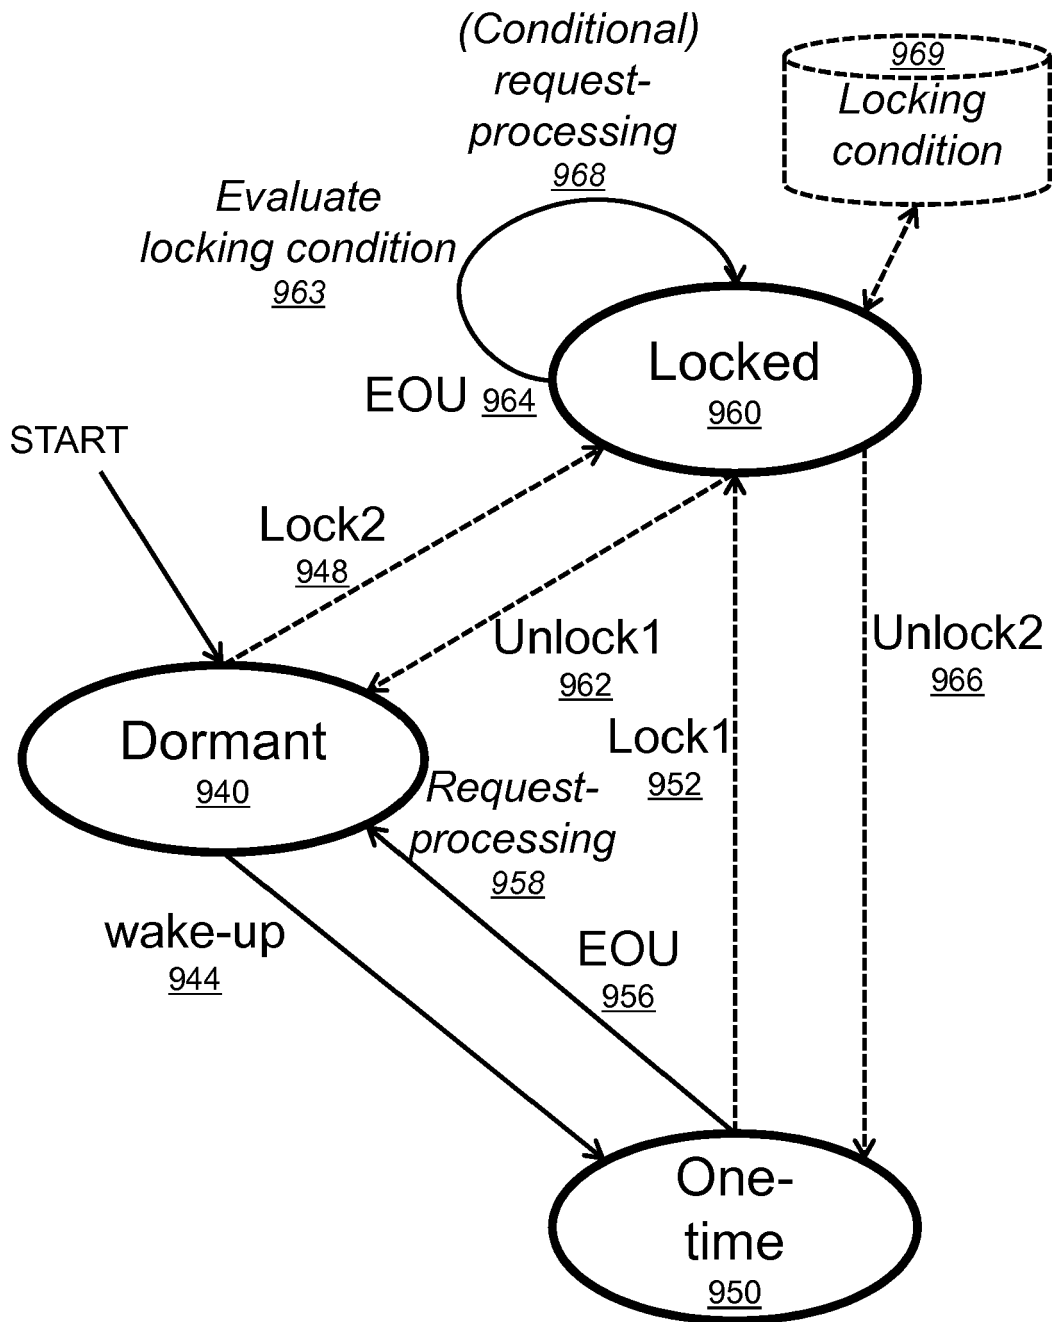 (Conditional)
request-
processing
968
969
Locking
condition
Evaluate
locking condition
963
Locked
960
EOU 964
START
Lock2
948
Unlock1
962
Unlock2
966
Dormant
940
Lock1
952
Request-
processing
958
wake-up
944
EOU
956
One-
time
950